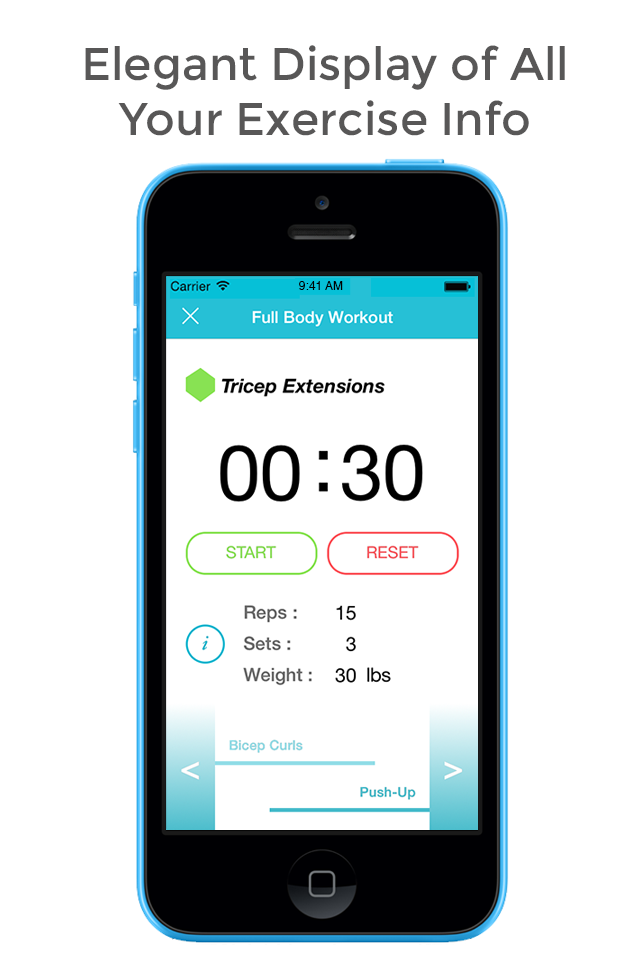 Elegant Display of All
Your Exercise Info
Carrier 9:41 AM
Full Body Workout
Tricep Extensions
00:30
START RESET
Reps : 15
i
Sets : 3
Weight : 30 lbs
Bicep Curls
< >
Push-Up